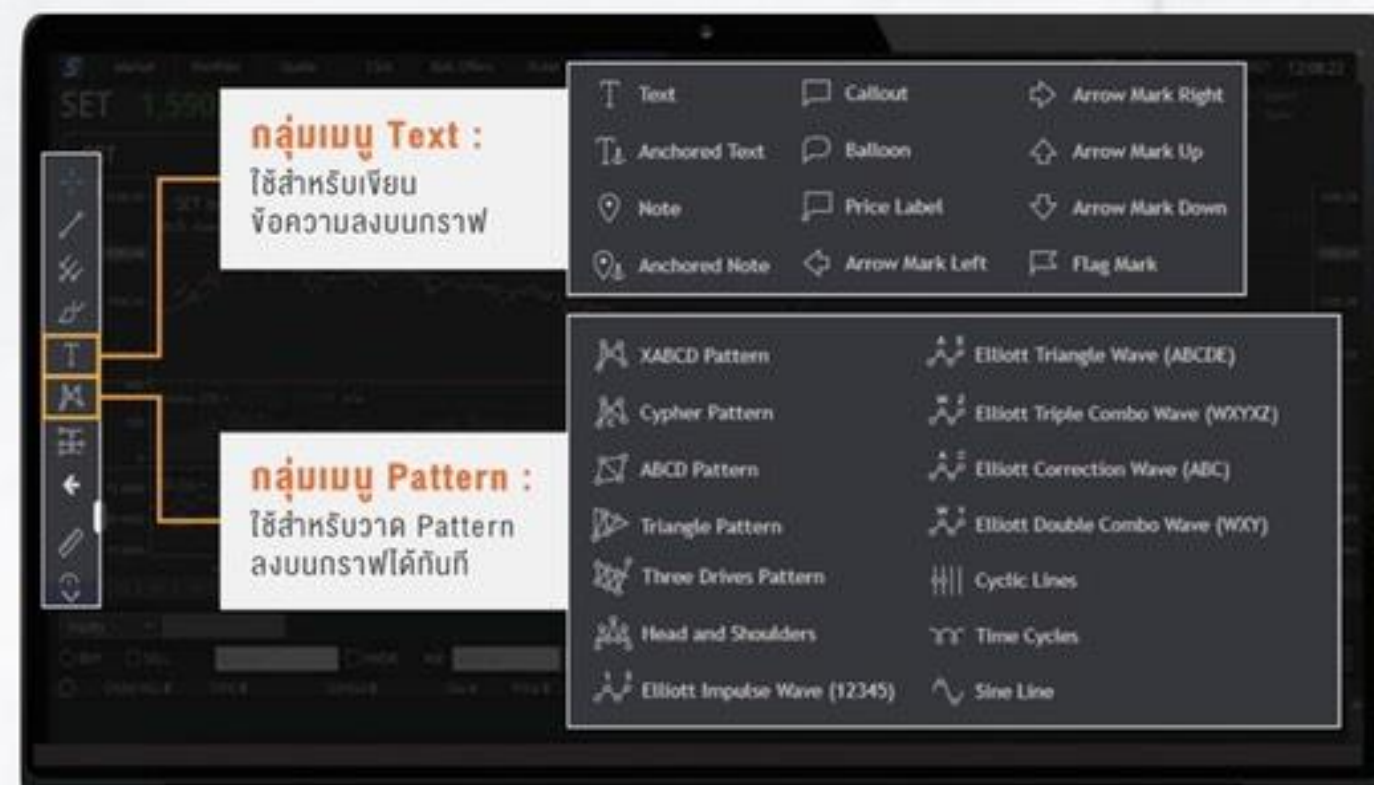 SET 1,590
12:08:22
กลุ่มเมนู Text :
ใช้สำหรับเขียน
ข้อความลงบนกราฟ
Text
Callout
Arrow Mark Right
Anchored Text
Balloon
Arrow Mark Up
Note
Price Label
Arrow Mark Down
Anchored Note
Arrow Mark Left
Flag Mark
กลุ่มเมนู Pattern :
ใช้สำหรับวาด Pattern
ลงบนกราฟได้ทันที
XABCD Pattern
Elliott Triangle Wave (ABCDE)
Cypher Pattern
Elliott Triple Combo Wave (WXYXZ)
ABCD Pattern
Elliott Correction Wave (ABC)
Triangle Pattern
Elliott Double Combo Wave (WXY)
Three Drives Pattern
Cyclic Lines
Head and Shoulders
Time Cycles
Elliott Impulse Wave (12345)
Sine Line